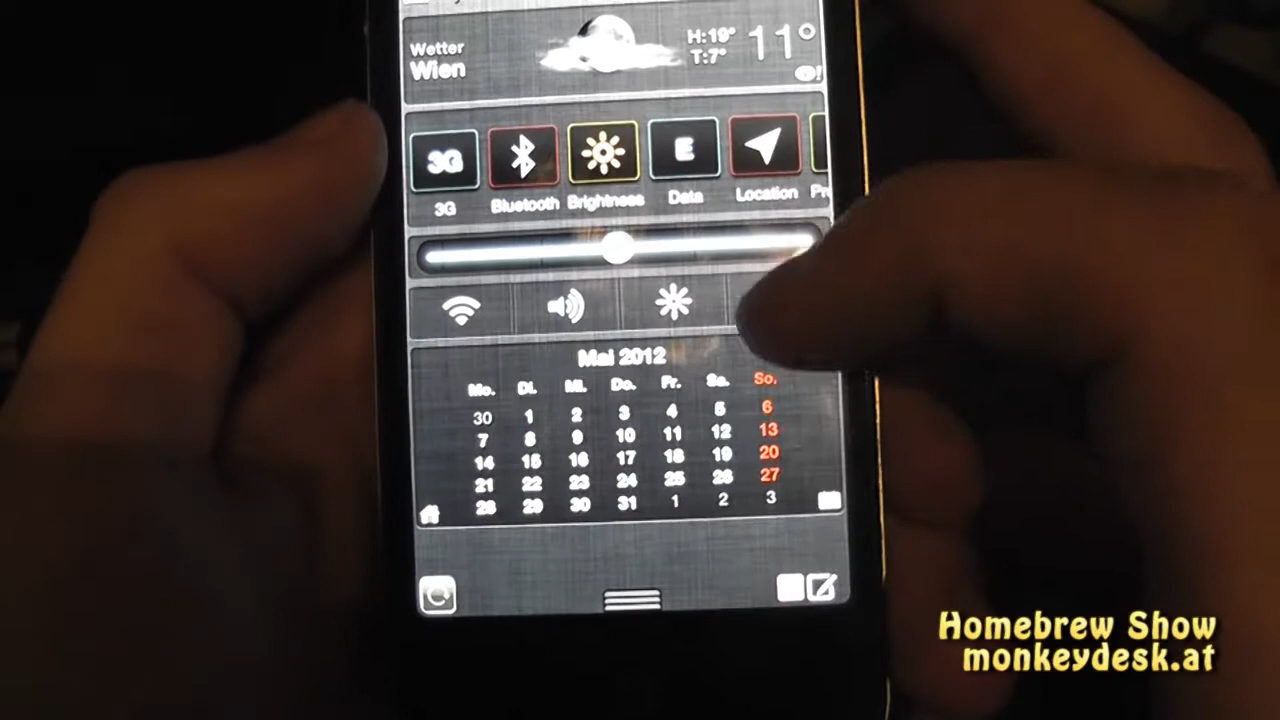 Wetter
Wien
H:19°
T:7°
11°
3G
E
3G Bluetooth Brightness Data Location
Mai 2012
Mo. Di. Mi. Do. Fr. Sa. So.
30 1 2 3 4 5 6
7 8 9 10 11 12 13
14 15 16 17 18 19 20
21 22 23 24 25 26 27
28 29 30 31 1 2 3
Homebrew Show
monkeydesk.at